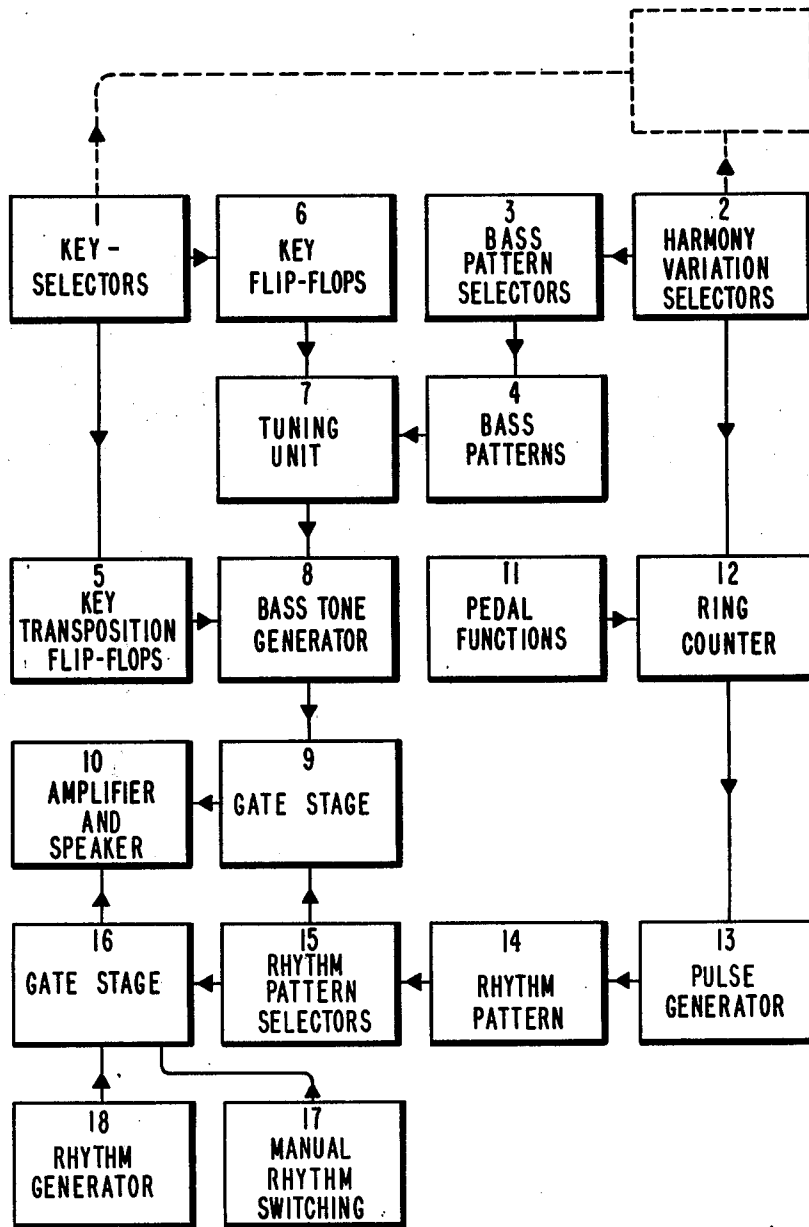 KEY-
SELECTORS
6
KEY
FLIP-FLOPS
3
BASS
PATTERN
SELECTORS
2
HARMONY
VARIATION
SELECTORS
7
TUNING
UNIT
4
BASS
PATTERNS
5
KEY
TRANSPOSITION
FLIP-FLOPS
8
BASS TONE
GENERATOR
11
PEDAL
FUNCTIONS
12
RING
COUNTER
10
AMPLIFIER
AND
SPEAKER
9
GATE STAGE
16
GATE STAGE
15
RHYTHM
PATTERN
SELECTORS
14
RHYTHM
PATTERN
13
PULSE
GENERATOR
18
RHYTHM
GENERATOR
17
MANUAL
RHYTHM
SWITCHING